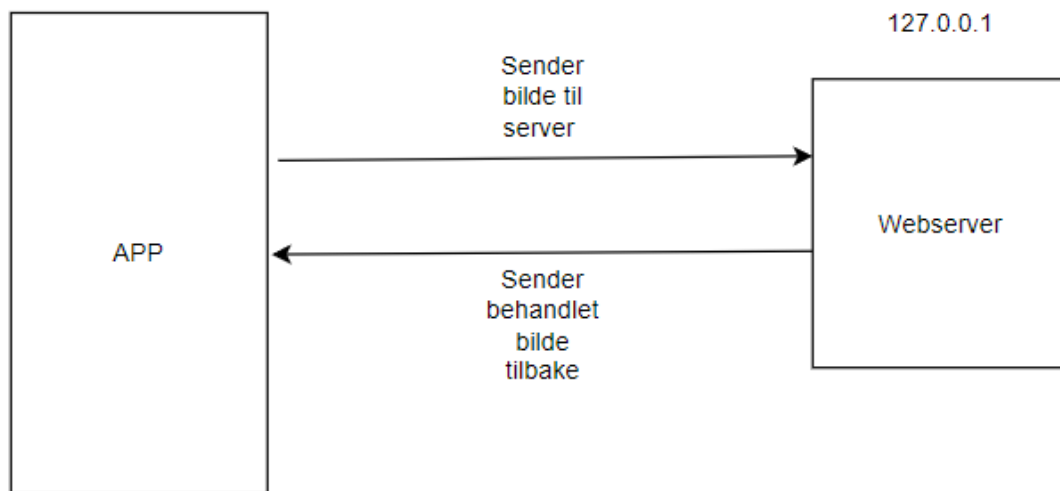 127.0.0.1
Sender
bilde til
server
APP
Webserver
Sender
behandlet
bilde
tilbake